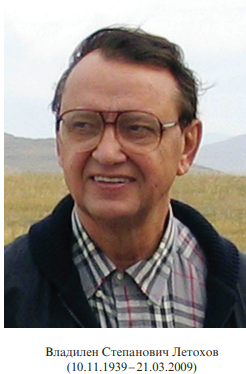 Владилен Степанович Летохов
(10.11.1939 – 21.03.2009)